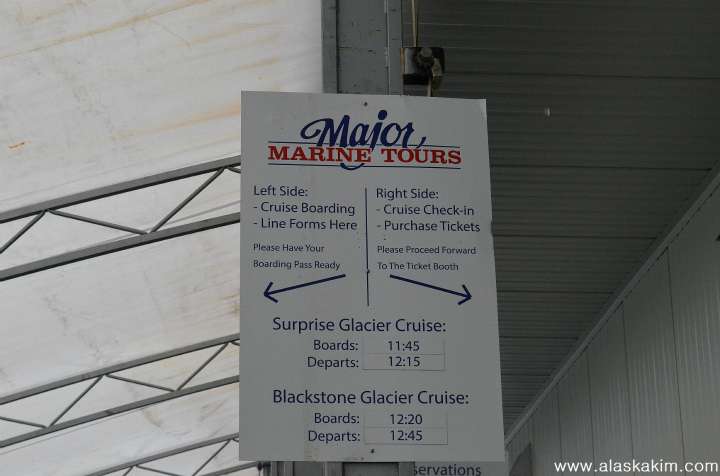 Major
MARINE TOURS
Left Side:
- Cruise Boarding
- Line Forms Here
Please Have Your
Boarding Pass Ready
Right Side:
- Cruise Check-in
- Purchase Tickets
Please Proceed Forward
To The Ticket Booth
Surprise Glacier Cruise:
Boards: 11:45
Departs: 12:15
Blackstone Glacier Cruise:
Boards: 12:20
Departs: 12:45
servations
www.alaskakim.com